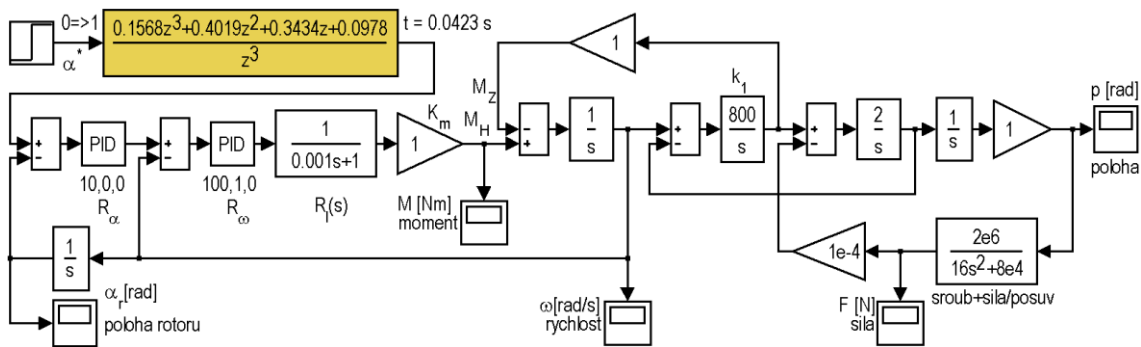 0=>1
α*
0.1568z³+0.4019z²+0.3434z+0.0978
z³
t = 0.0423 s
1
M_Z
k_1
p [rad]
poloha
+
−
PID
10,0,0
R_α
+
−
PID
100,1,0
R_ω
1
0.001s+1
R_I(s)
K_m
1
M_H
−
+
1
s
+
−
800
s
+
−
2
s
1
s
1
M [Nm]
moment
1
s
α_r[rad]
poloha rotoru
ω[rad/s]
rychlost
1e-4
F [N]
sila
2e6
16s²+8e4
sroub+sila/posuv